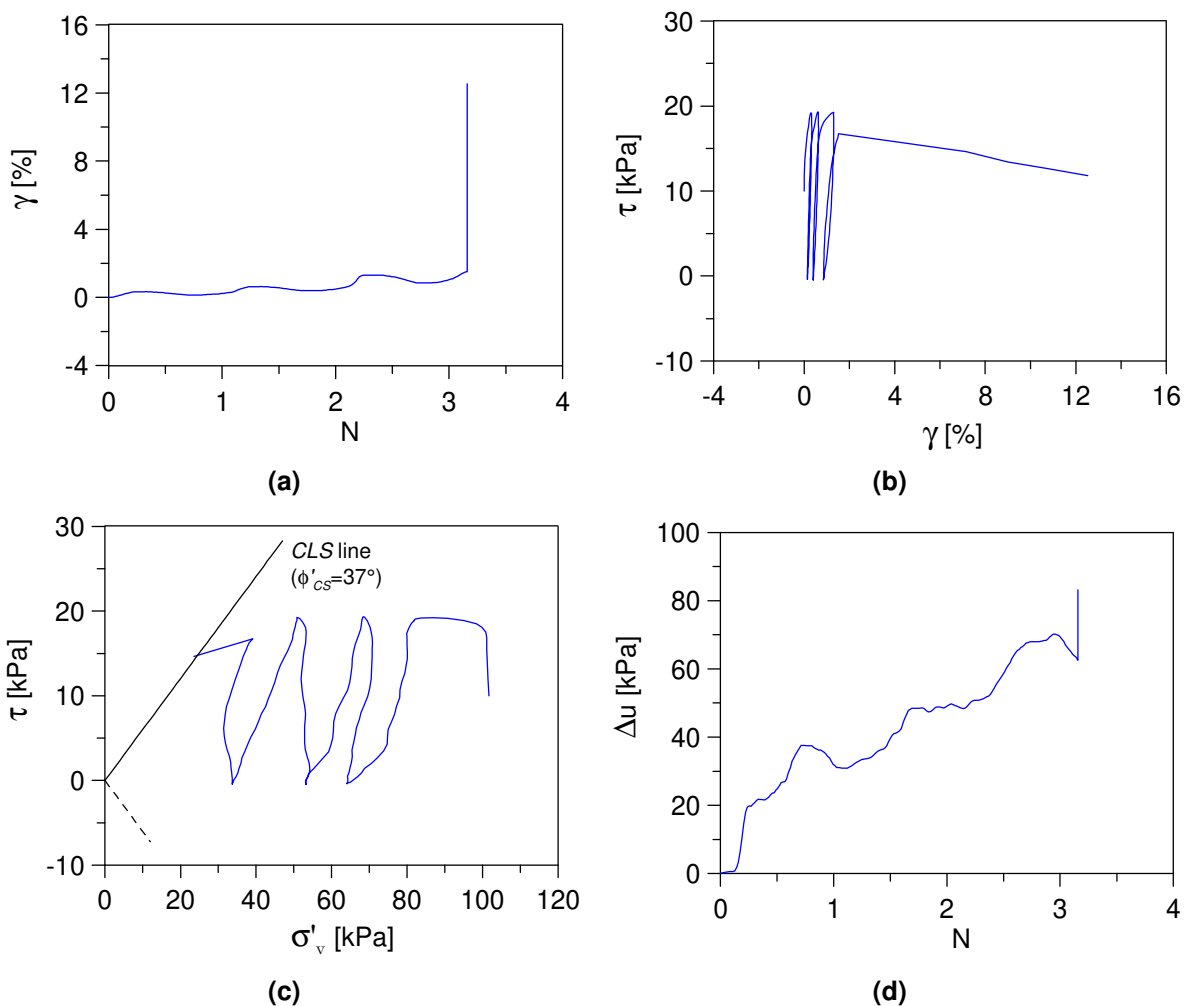 16
12
8
4
0
-4
γ [%]
0 1 2 3 4
N
(a)
30
20
10
0
-10
τ [kPa]
-4 0 4 8 12 16
γ [%]
(b)
30
20
10
0
-10
τ [kPa]
CLS line
(ϕ'CS=37°)
0 20 40 60 80 100 120
σ'v [kPa]
(c)
100
80
60
40
20
0
Δu [kPa]
0 1 2 3 4
N
(d)